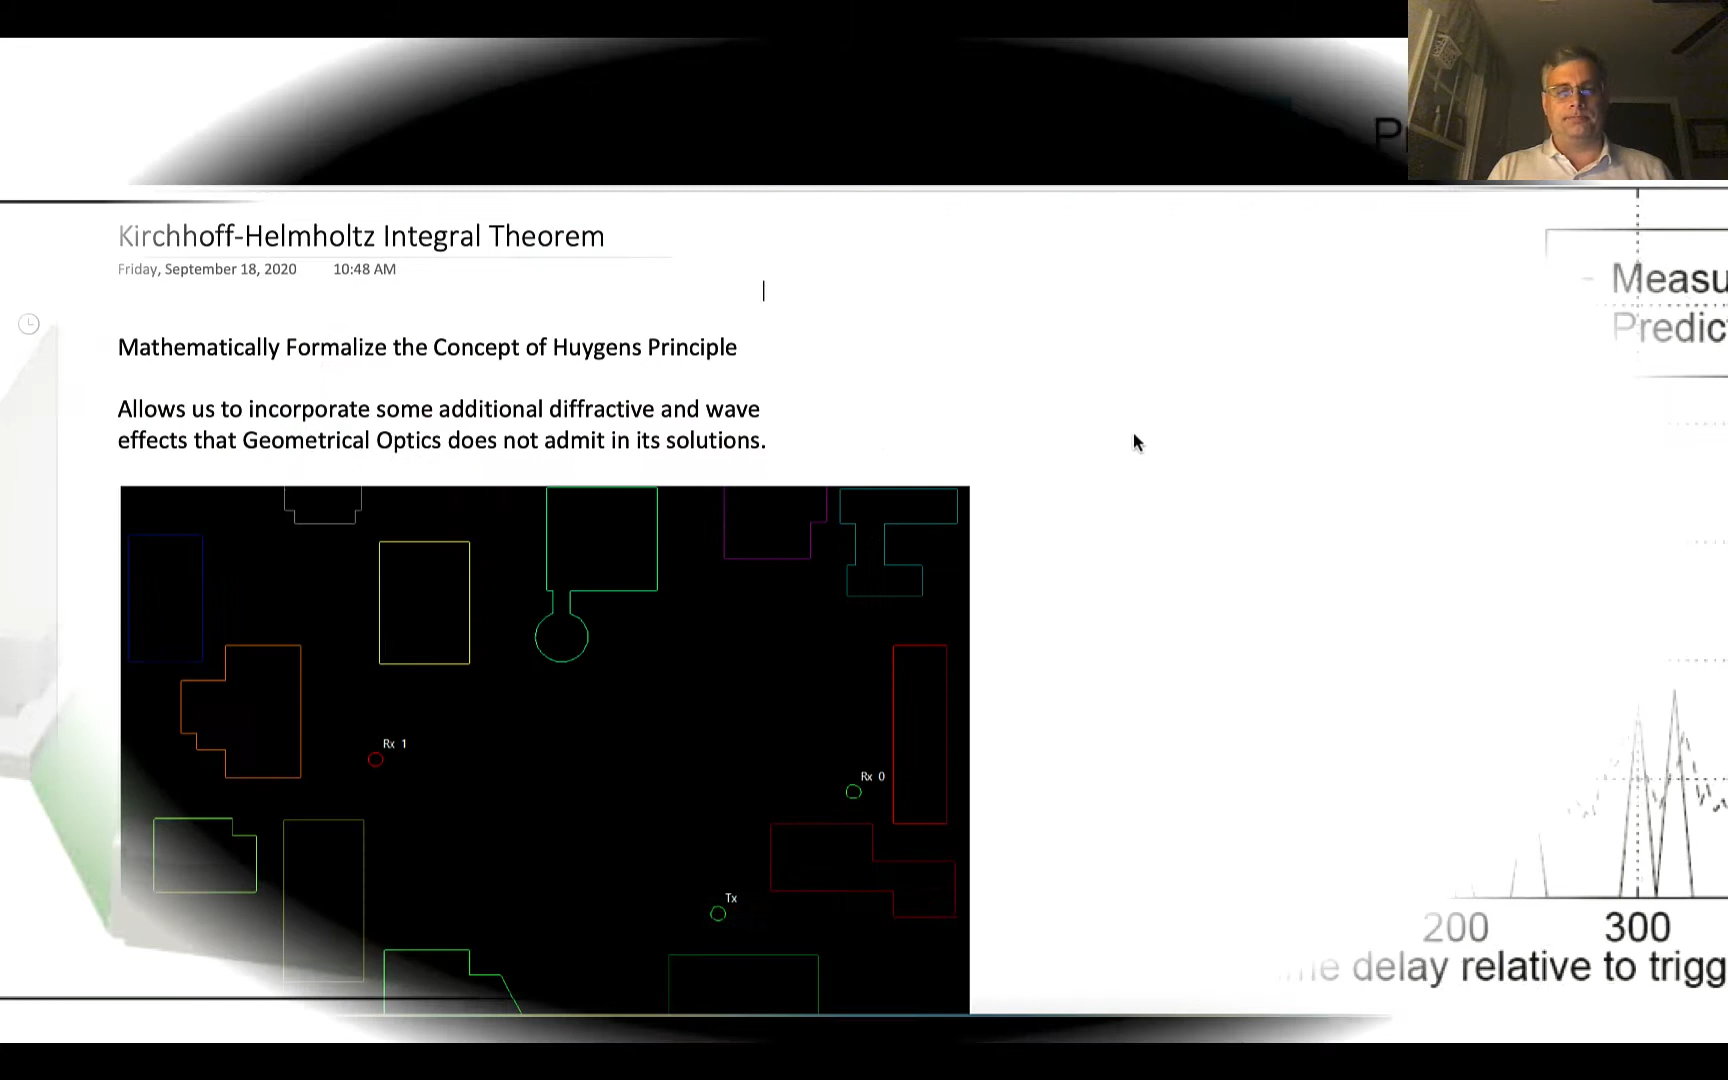 Kirchhoff-Helmholtz Integral Theorem
Friday, September 18, 2020 10:48 AM
Mathematically Formalize the Concept of Huygens Principle
Allows us to incorporate some additional diffractive and wave
effects that Geometrical Optics does not admit in its solutions.
Rx 1
Rx 0
Tx
Measu
Predic
200 300
delay relative to trigg